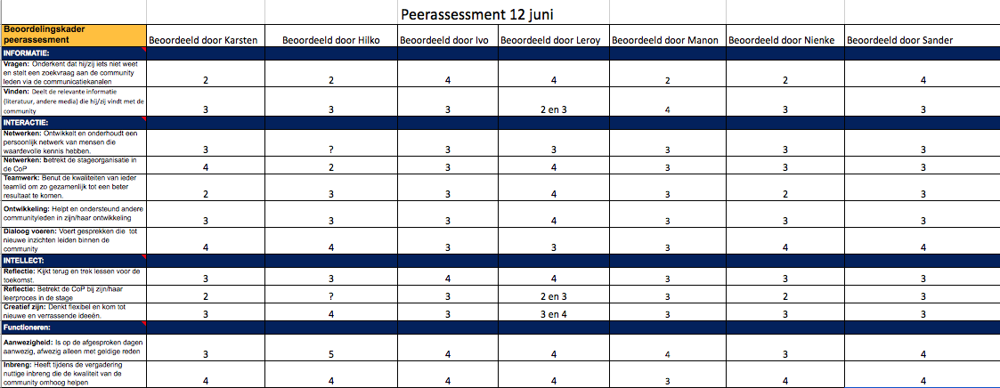 Peerassessment 12 juni
Beoordelingskader
peerassesment
Beoordeeld door Karsten Beoordeeld door Hilko Beoordeeld door Ivo Beoordeeld door Leroy Beoordeeld door Manon Beoordeeld door Nienke Beoordeeld door Sander
INFORMATIE:
Vragen: Onderkent dat hij/zij iets niet weet
en stelt een zoekvraag aan de community
leden via de communicatiekanalen
2 2 4 4 2 2 4
Vinden: Deelt de relevante informatie
(literatuur, andere media) die hij/zij vindt met de
community
3 3 3 2 en 3 4 3 3
INTERACTIE:
Netwerken: Ontwikkelt en onderhoudt een
persoonlijk netwerk van mensen die
waardevolle kennis hebben.
3 ? 3 3 3 3 3
Netwerken: betrekt de stageorganisatie in
de CoP
4 2 3 4 3 3 3
Teamwerk: Benut de kwaliteiten van ieder
teamlid om zo gezamenlijk tot een beter
resultaat te komen.
2 3 3 4 3 2 3
Ontwikkeling: Helpt en ondersteund andere
communityleden in zijn/haar ontwikkeling
3 3 3 4 3 3 3
Dialoog voeren: Voert gesprekken die tot
nieuwe inzichten leiden binnen de
community
4 4 3 3 3 4 4
INTELLECT:
Reflectie: Kijkt terug en trek lessen voor de
toekomst.
3 3 4 4 3 3 3
Reflectie: Betrekt de CoP bij zijn/haar
leerproces in de stage
2 ? 3 2 en 3 3 2 3
Creatief zijn: Denkt flexibel en kom tot
nieuwe en verrassende ideeën.
3 4 3 3 en 4 3 3 3
Functioneren:
Aanwezigheid: Is op de afgesproken dagen
aanwezig, afwezig alleen met geldige reden
3 5 4 4 4 3 4
Inbreng: Heeft tijdens de vergadering
nuttige inbreng die de kwaliteit van de
community omhoog helpen
4 4 4 4 3 4 4